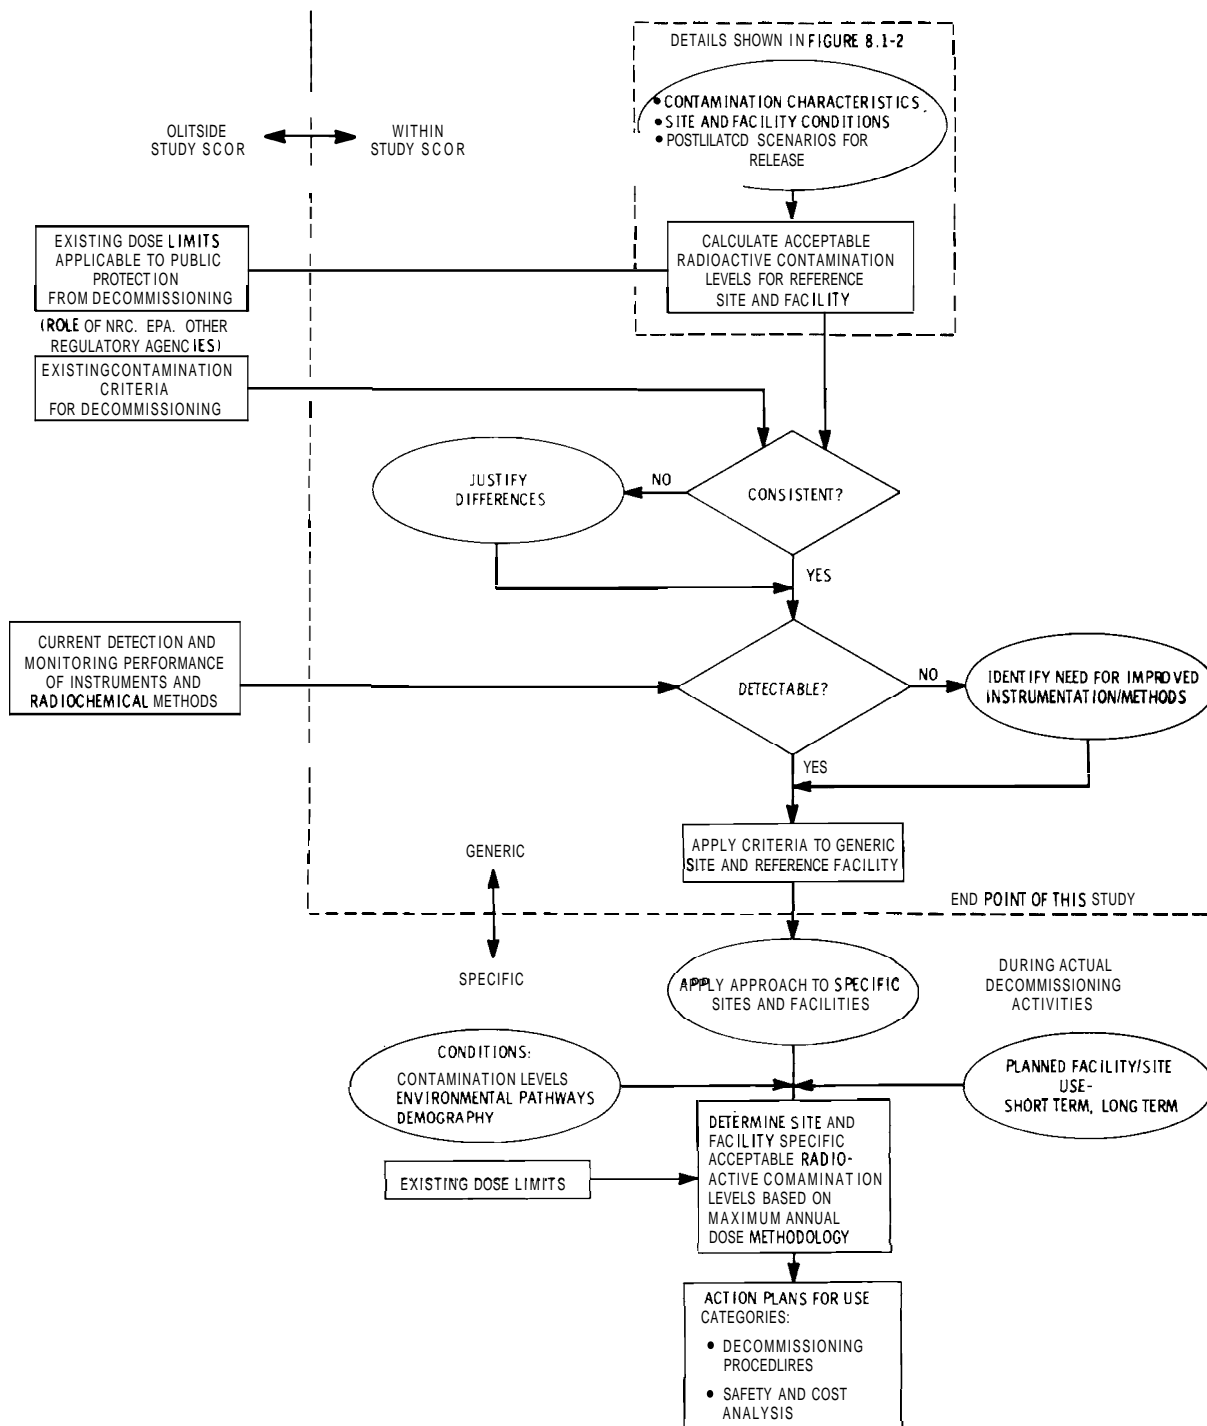 DETAILS SHOWN IN FIGURE 8.1-2
• CONTAMINATION CHARACTERISTICS
• SITE AND FACILITY CONDITIONS
• POSTLILATCD SCENARIOS FOR
RELEASE
OLITSIDE
STUDY SCOR
WITHIN
STUDY SCOR
EXISTING DOSE LIMITS
APPLICABLE TO PUBLIC
PROTECTION
FROM DECOMMISSIONING
CALCULATE ACCEPTABLE
RADIOACTIVE CONTAMINATION
LEVELS FOR REFERENCE
SITE AND FACILITY
(ROLE OF NRC. EPA. OTHER
REGULATORY AGENCIES)
EXISTINGCONTAMINATION
CRITERIA
FOR DECOMMISSIONING
JUSTIFY
DIFFERENCES
NO
CONSISTENT?
YES
CURRENT DETECTION AND
MONITORING PERFORMANCE
OF INSTRUMENTS AND
RADIOCHEMICAL METHODS
DETECTABLE?
NO
IDENTIFY NEED FOR IMPROVED
INSTRUMENTATION/METHODS
YES
APPLY CRITERIA TO GENERIC
SITE AND REFERENCE FACILITY
GENERIC
END POINT OF THIS STUDY
SPECIFIC
APPLY APPROACH TO SPECIFIC
SITES AND FACILITIES
DURING ACTUAL
DECOMMISSIONING
ACTIVITIES
CONDITIONS:
CONTAMINATION LEVELS
ENVIRONMENTAL PATHWAYS
DEMOGRAPHY
PLANNED FACILITY/SITE
USE-
SHORT TERM, LONG TERM
DETERMINE SITE AND
FACILITY SPECIFIC
ACCEPTABLE RADIO-
ACTIVE COMAMINATION
LEVELS BASED ON
MAXIMUM ANNUAL
DOSE METHODOLOGY
EXISTING DOSE LIMITS
ACTION PLANS FOR USE
CATEGORIES:
• DECOMMISSIONING
PROCEDLIRES
• SAFETY AND COST
ANALYSIS